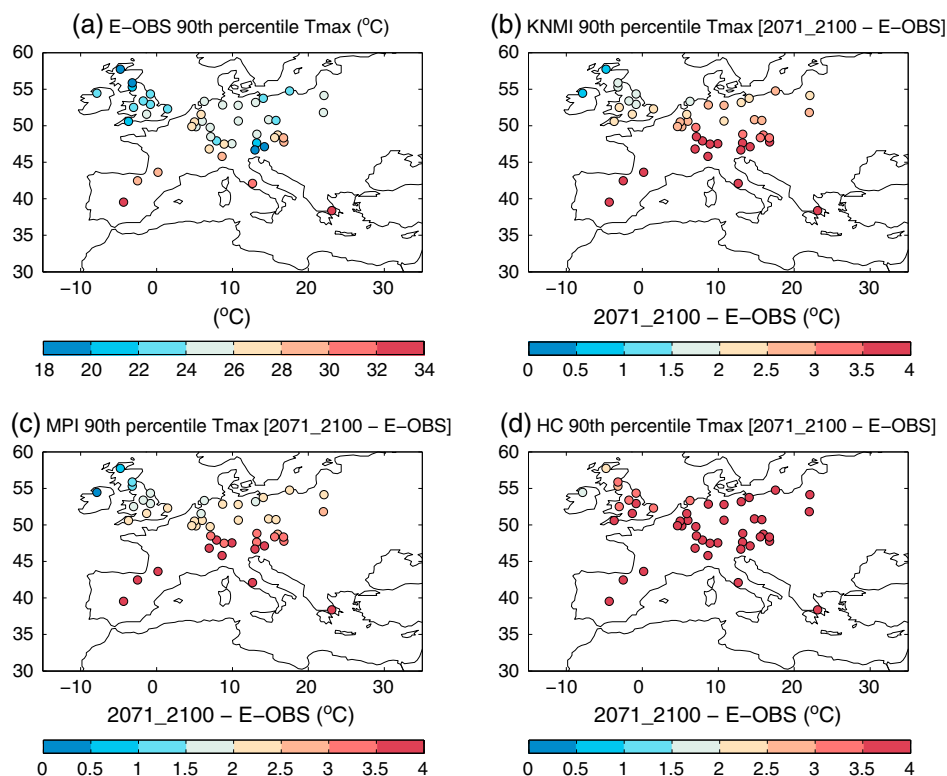 (a) E–OBS 90th percentile Tmax (°C)
60
55
50
45
40
35
30
−10 0 10 20 30
(°C)
18 20 22 24 26 28 30 32 34
(b) KNMI 90th percentile Tmax [2071_2100 – E–OBS]
60
55
50
45
40
35
30
−10 0 10 20 30
2071_2100 – E–OBS (°C)
0 0.5 1 1.5 2 2.5 3 3.5 4
(c) MPI 90th percentile Tmax [2071_2100 – E–OBS]
60
55
50
45
40
35
30
−10 0 10 20 30
2071_2100 – E–OBS (°C)
0 0.5 1 1.5 2 2.5 3 3.5 4
(d) HC 90th percentile Tmax [2071_2100 – E–OBS]
60
55
50
45
40
35
30
−10 0 10 20 30
2071_2100 – E–OBS (°C)
0 0.5 1 1.5 2 2.5 3 3.5 4